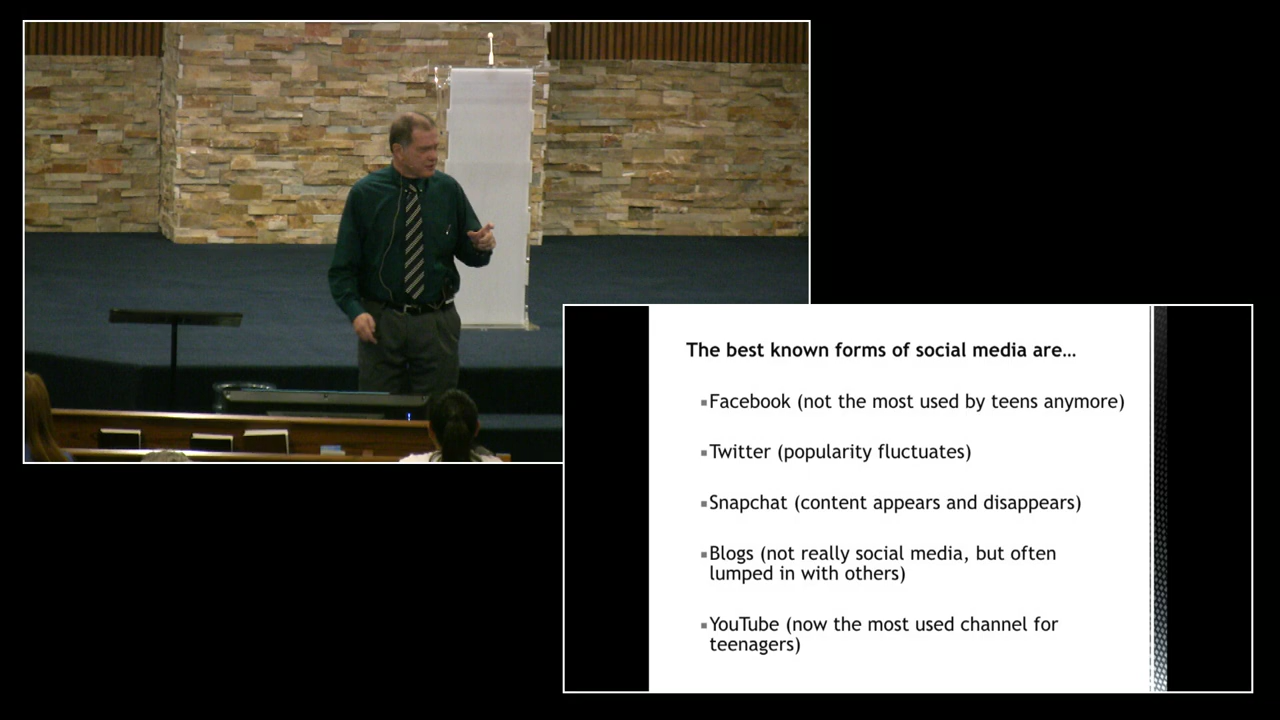 The best known forms of social media are…
▪Facebook (not the most used by teens anymore)
▪Twitter (popularity fluctuates)
▪Snapchat (content appears and disappears)
▪Blogs (not really social media, but often
lumped in with others)
▪YouTube (now the most used channel for
teenagers)